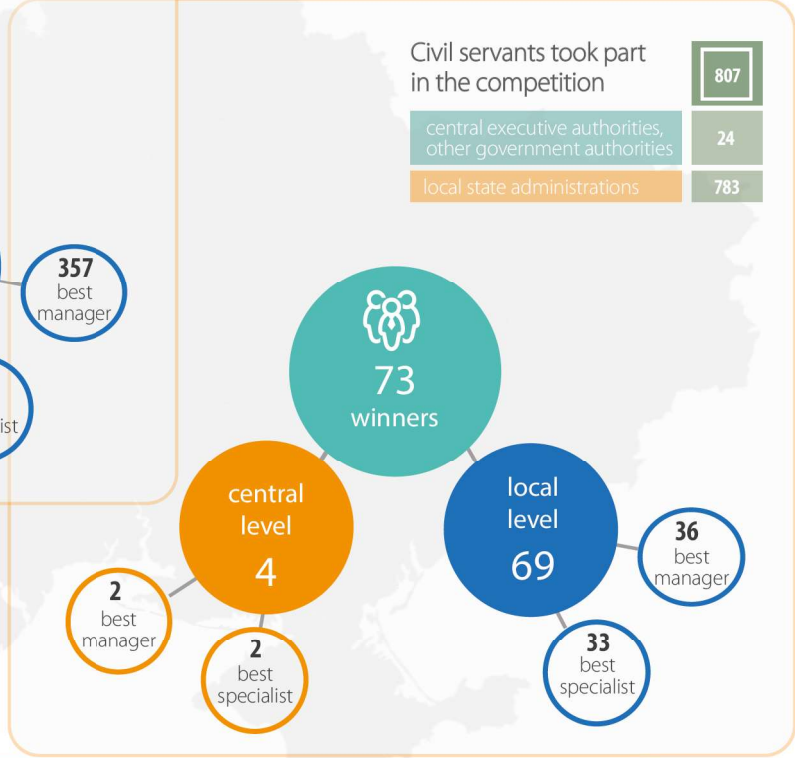 Civil servants took part
in the competition
807
central executive authorities,
other government authorities
24
local state administrations
783
357
best
manager
ist
73
winners
central
level
4
local
level
69
2
best
manager
2
best
specialist
36
best
manager
33
best
specialist